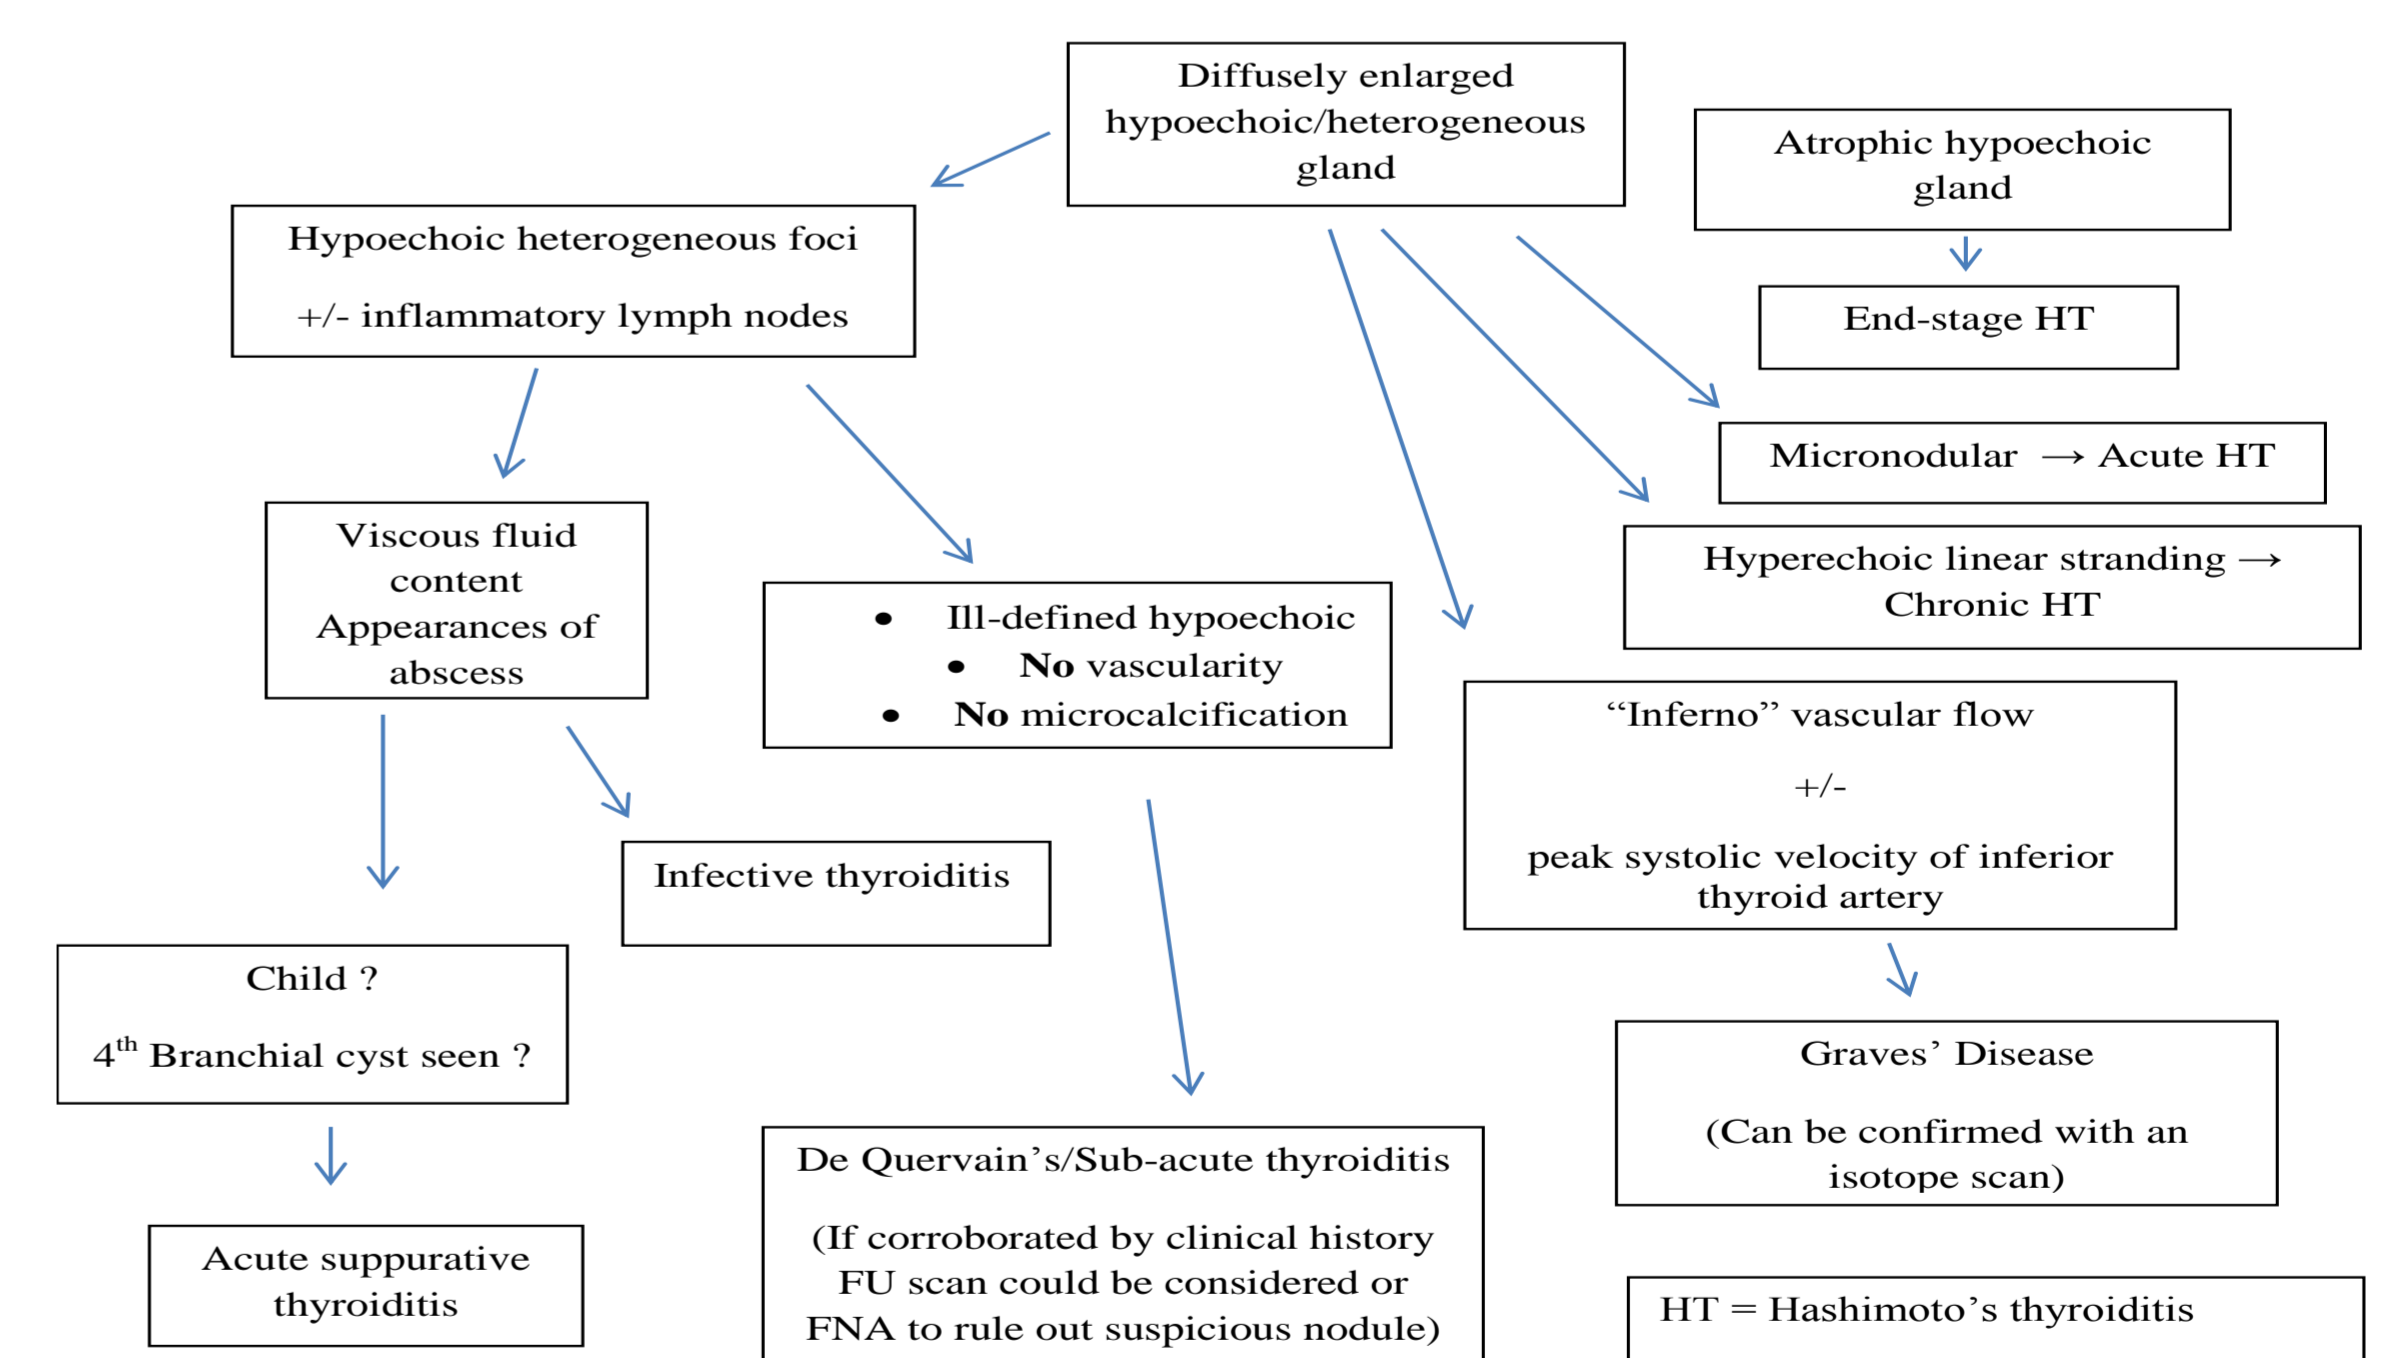 Diffusely enlarged
hypoechoic/heterogeneous
gland
Atrophic hypoechoic
gland
Hypoechoic heterogeneous foci
+/- inflammatory lymph nodes
End-stage HT
Micronodular → Acute HT
Viscous fluid
content
Appearances of
abscess
Hyperechoic linear stranding →
Chronic HT
• Ill-defined hypoechoic
• No vascularity
• No microcalcification
“Inferno” vascular flow
+/-
peak systolic velocity of inferior
thyroid artery
Infective thyroiditis
Child ?
4th Branchial cyst seen ?
Graves’ Disease
(Can be confirmed with an
isotope scan)
De Quervain’s/Sub-acute thyroiditis
(If corroborated by clinical history
FU scan could be considered or
FNA to rule out suspicious nodule)
Acute suppurative
thyroiditis
HT = Hashimoto’s thyroiditis